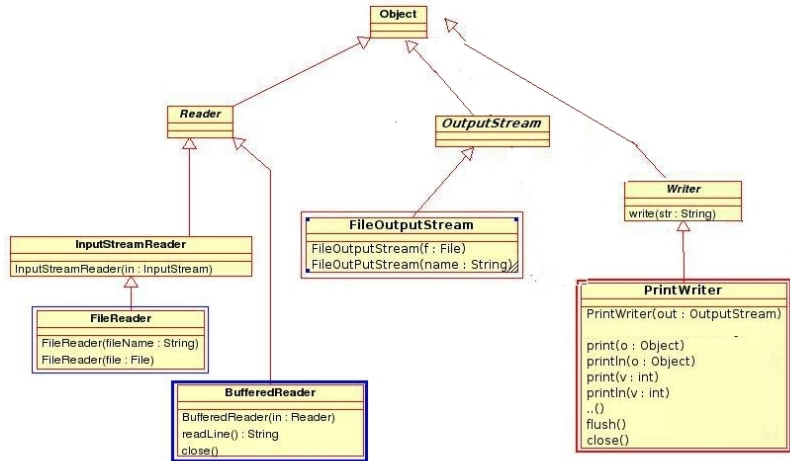 Object
Reader
OutputStream
Writer
write(str : String)
FileOutputStream
FileOutputStream(f : File)
FileOutPutStream(name : String)
InputStreamReader
InputStreamReader(in : InputStream)
FileReader
FileReader(fileName : String)
FileReader(file : File)
BufferedReader
BufferedReader(in : Reader)
readLine() : String
close()
PrintWriter
PrintWriter(out : OutputStream)
print(o : Object)
println(o : Object)
print(v : int)
println(v : int)
..()
flush()
close()